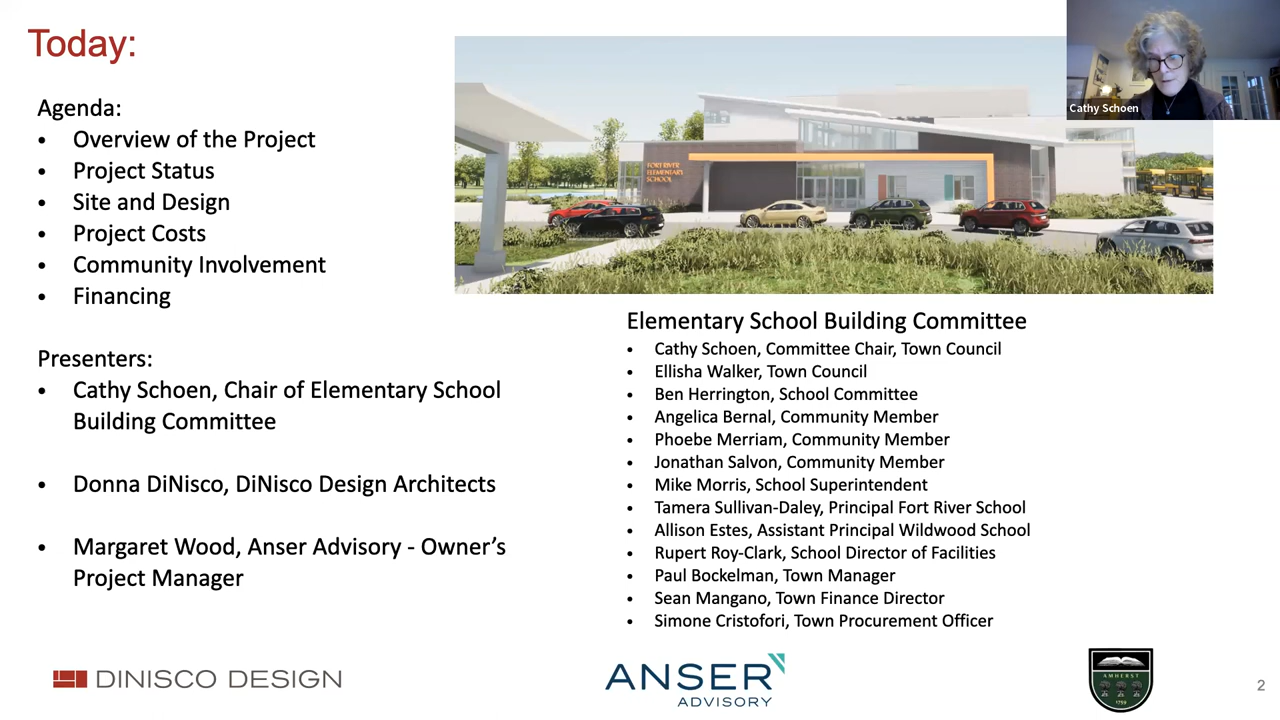 Today:
Agenda:
• Overview of the Project
• Project Status
• Site and Design
• Project Costs
• Community Involvement
• Financing
Presenters:
• Cathy Schoen, Chair of Elementary School
Building Committee
• Donna DiNisco, DiNisco Design Architects
• Margaret Wood, Anser Advisory - Owner’s
Project Manager
FORT RIVER
ELEMENTARY
SCHOOL
Cathy Schoen
Elementary School Building Committee
• Cathy Schoen, Committee Chair, Town Council
• Ellisha Walker, Town Council
• Ben Herrington, School Committee
• Angelica Bernal, Community Member
• Phoebe Merriam, Community Member
• Jonathan Salvon, Community Member
• Mike Morris, School Superintendent
• Tamera Sullivan-Daley, Principal Fort River School
• Allison Estes, Assistant Principal Wildwood School
• Rupert Roy-Clark, School Director of Facilities
• Paul Bockelman, Town Manager
• Sean Mangano, Town Finance Director
• Simone Cristofori, Town Procurement Officer
DINISCO DESIGN
ANSER
ADVISORY
AMHERST
1759
2